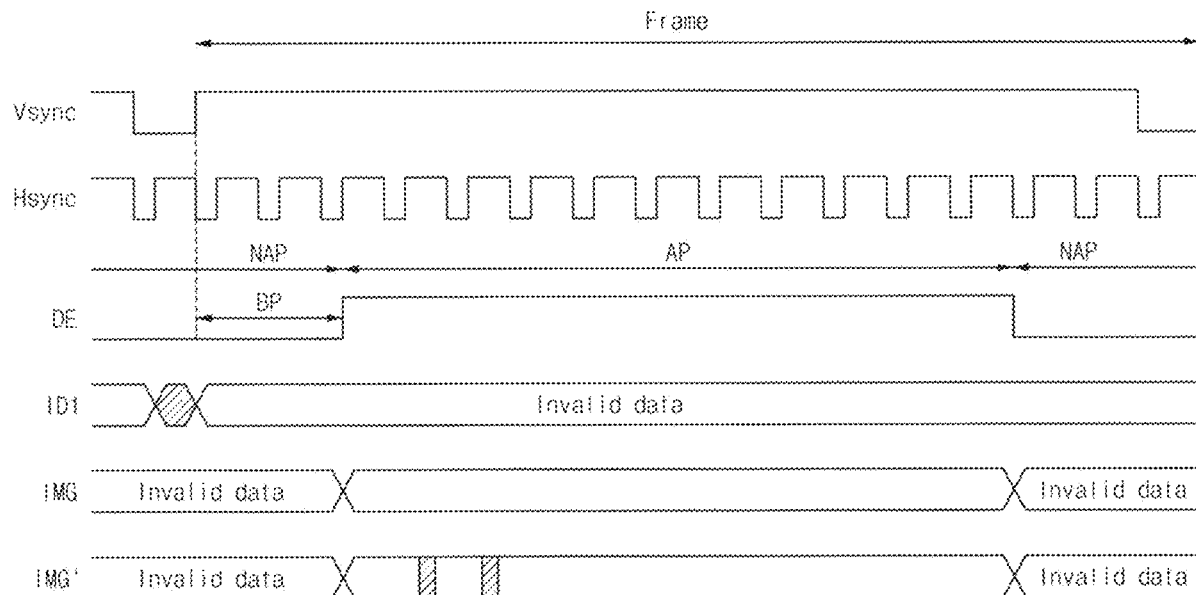 Frame
Vsync
Hsync
NAP AP NAP
DE BP
ID1 Invalid data
IMG Invalid data Invalid data
IMG' Invalid data Invalid data